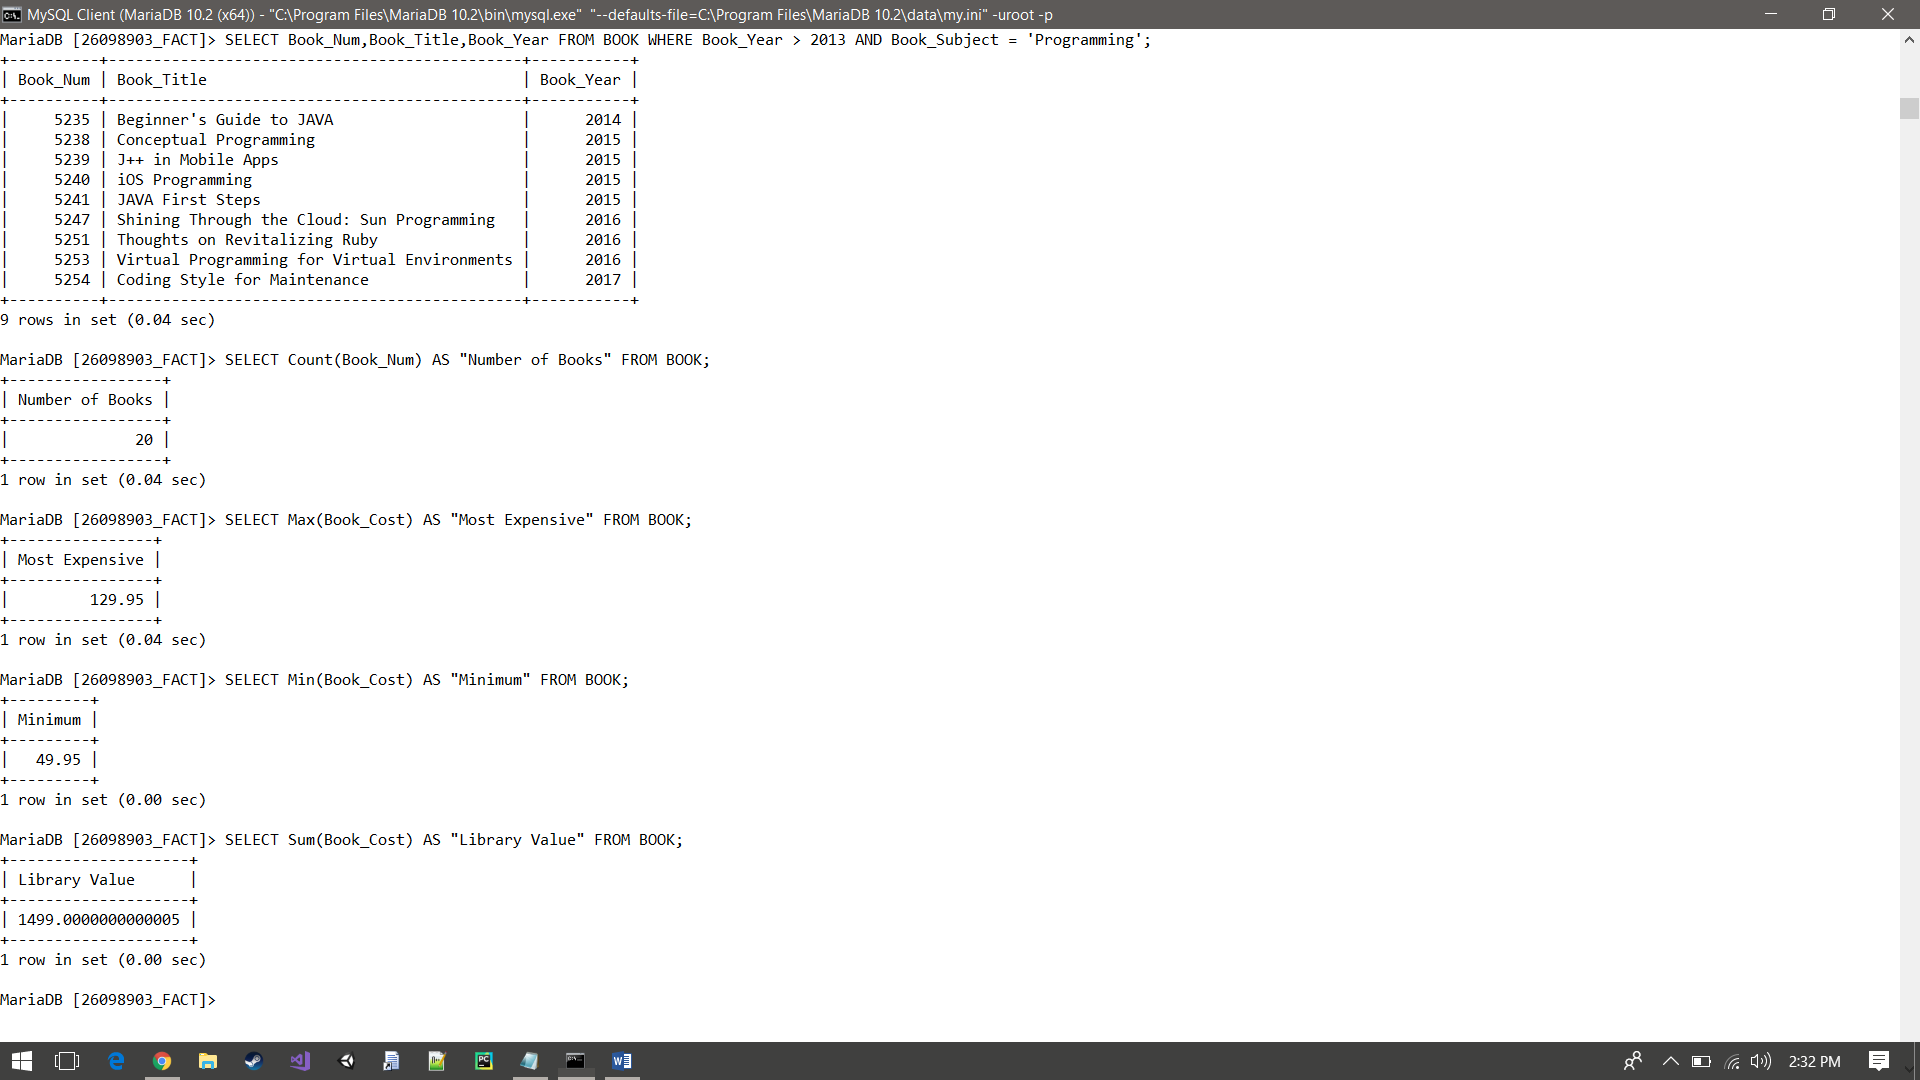 MySQL Client (MariaDB 10.2 (x64)) - "C:\Program Files\MariaDB 10.2\bin\mysql.exe" "--defaults-file=C:\Program Files\MariaDB 10.2\data\my.ini" -uroot -p
MariaDB [26098903_FACT]> SELECT Book_Num,Book_Title,Book_Year FROM BOOK WHERE Book_Year > 2013 AND Book_Subject = 'Programming';
+----------+----------------------------------------------+-----------+
| Book_Num | Book_Title                                   | Book_Year |
+----------+----------------------------------------------+-----------+
|     5235 | Beginner's Guide to JAVA                     |      2014 |
|     5238 | Conceptual Programming                       |      2015 |
|     5239 | J++ in Mobile Apps                           |      2015 |
|     5240 | iOS Programming                              |      2015 |
|     5241 | JAVA First Steps                             |      2015 |
|     5247 | Shining Through the Cloud: Sun Programming   |      2016 |
|     5251 | Thoughts on Revitalizing Ruby                |      2016 |
|     5253 | Virtual Programming for Virtual Environments |      2016 |
|     5254 | Coding Style for Maintenance                 |      2017 |
+----------+----------------------------------------------+-----------+
9 rows in set (0.04 sec)
MariaDB [26098903_FACT]> SELECT Count(Book_Num) AS "Number of Books" FROM BOOK;
+-----------------+
| Number of Books |
+-----------------+
|              20 |
+-----------------+
1 row in set (0.04 sec)
MariaDB [26098903_FACT]> SELECT Max(Book_Cost) AS "Most Expensive" FROM BOOK;
+----------------+
| Most Expensive |
+----------------+
|         129.95 |
+----------------+
1 row in set (0.04 sec)
MariaDB [26098903_FACT]> SELECT Min(Book_Cost) AS "Minimum" FROM BOOK;
+---------+
| Minimum |
+---------+
|   49.95 |
+---------+
1 row in set (0.00 sec)
MariaDB [26098903_FACT]> SELECT Sum(Book_Cost) AS "Library Value" FROM BOOK;
+--------------------+
| Library Value      |
+--------------------+
| 1499.0000000000005 |
+--------------------+
1 row in set (0.00 sec)
MariaDB [26098903_FACT]>
2:32 PM